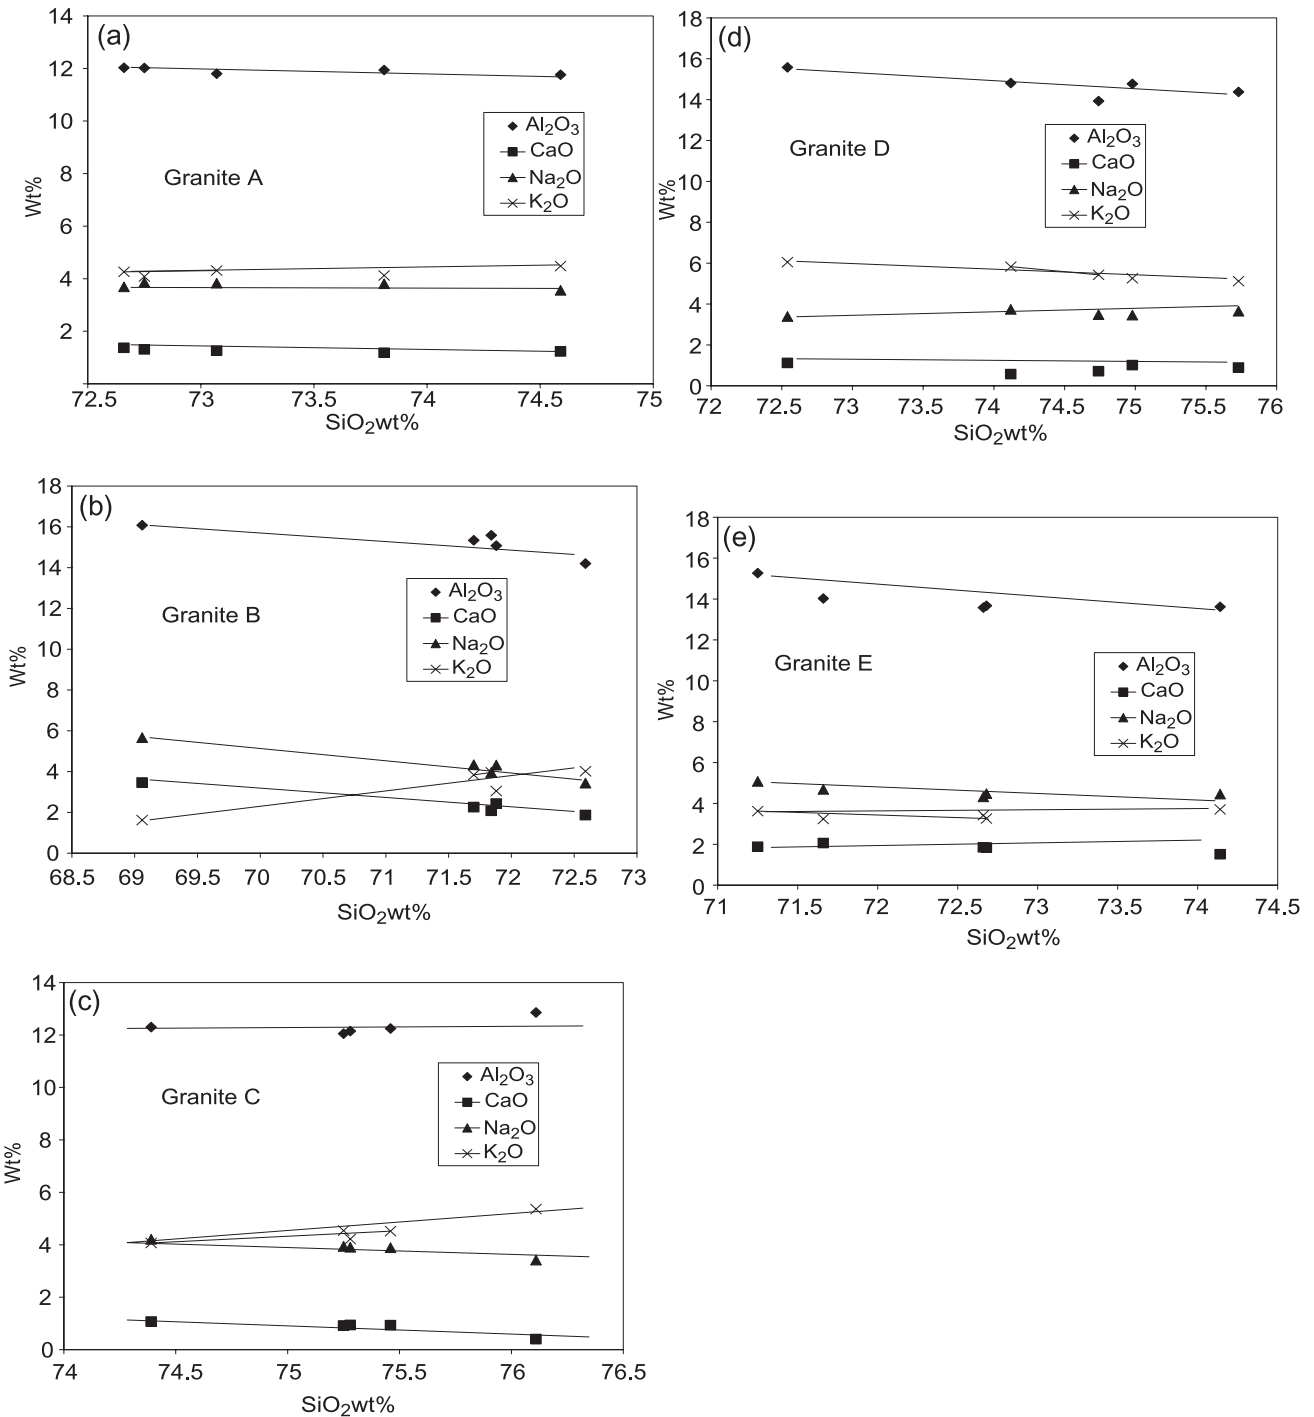 (a)
14
12
10
8
6
4
2
Wt%
Granite A
Al₂O₃
CaO
Na₂O
K₂O
72.5 73 73.5 74 74.5 75
SiO₂wt%
(d)
18
16
14
12
10
8
6
4
2
0
Wt%
Granite D
Al₂O₃
CaO
Na₂O
K₂O
72 72.5 73 73.5 74 74.5 75 75.5 76
SiO₂wt%
(b)
18
16
14
12
10
8
6
4
2
0
Wt%
Granite B
Al₂O₃
CaO
Na₂O
K₂O
68.5 69 69.5 70 70.5 71 71.5 72 72.5 73
SiO₂wt%
(e)
18
16
14
12
10
8
6
4
2
0
Wt%
Granite E
Al₂O₃
CaO
Na₂O
K₂O
71 71.5 72 72.5 73 73.5 74 74.5
SiO₂wt%
(c)
14
12
10
8
6
4
2
0
Wt%
Granite C
Al₂O₃
CaO
Na₂O
K₂O
74 74.5 75 75.5 76 76.5
SiO₂wt%